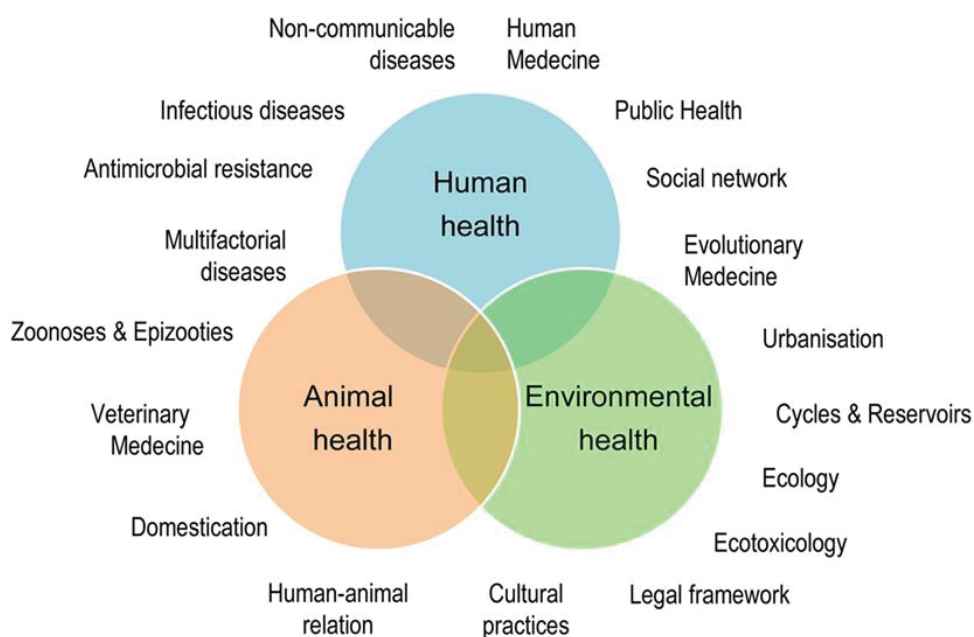 Non-communicable
diseases
Human
Medecine
Infectious diseases
Public Health
Antimicrobial resistance
Social network
Human
health
Multifactorial
diseases
Evolutionary
Medecine
Zoonoses & Epizooties
Urbanisation
Animal
health
Environmental
health
Veterinary
Medecine
Cycles & Reservoirs
Ecology
Domestication
Ecotoxicology
Human-animal
relation
Cultural
practices
Legal framework